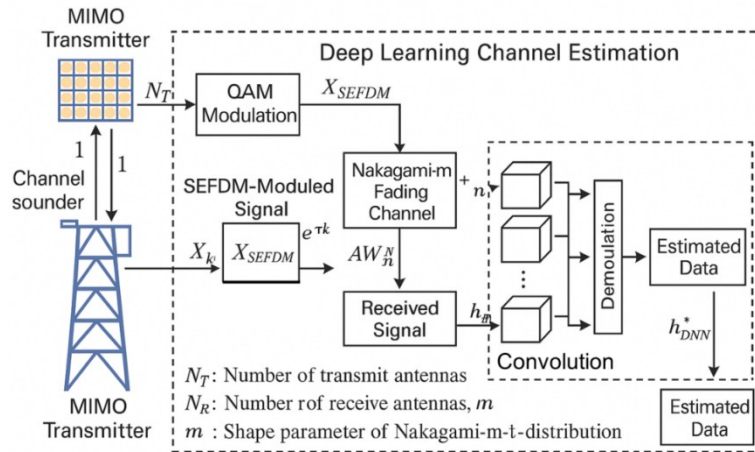 MIMO
Transmitter
Deep Learning Channel Estimation
N_T
QAM
Modulation
X_SEFDM
1
1
Channel
sounder
Nakagami-m
Fading
Channel
+
n
SEFDM-Moduled
Signal
X_k
X_SEFDM
e^τk
AW_n^N
Received
Signal
h_n
Convolution
Demoulation
Estimated
Data
h*_DNN
Estimated
Data
MIMO
Transmitter
N_T: Number of transmit antennas
N_R: Number rof receive antennas, m
m : Shape parameter of Nakagami-m-t-distribution